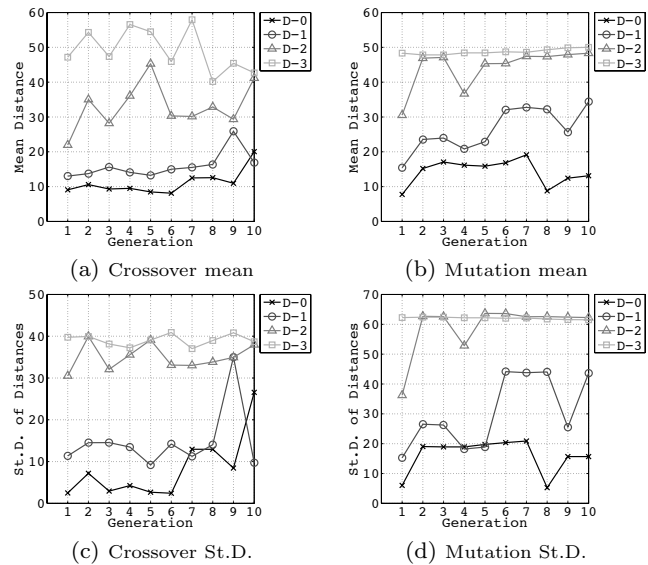 60
50
40
30
20
10
0
Mean Distance
1 2 3 4 5 6 7 8 9 10
Generation
D-0
D-1
D-2
D-3
(a) Crossover mean
60
50
40
30
20
10
0
Mean Distance
1 2 3 4 5 6 7 8 9 10
Generation
D-0
D-1
D-2
D-3
(b) Mutation mean
50
40
30
20
10
0
St.D. of Distances
1 2 3 4 5 6 7 8 9 10
Generation
D-0
D-1
D-2
D-3
(c) Crossover St.D.
70
60
50
40
30
20
10
0
St.D. of Distances
1 2 3 4 5 6 7 8 9 10
Generation
D-0
D-1
D-2
D-3
(d) Mutation St.D.